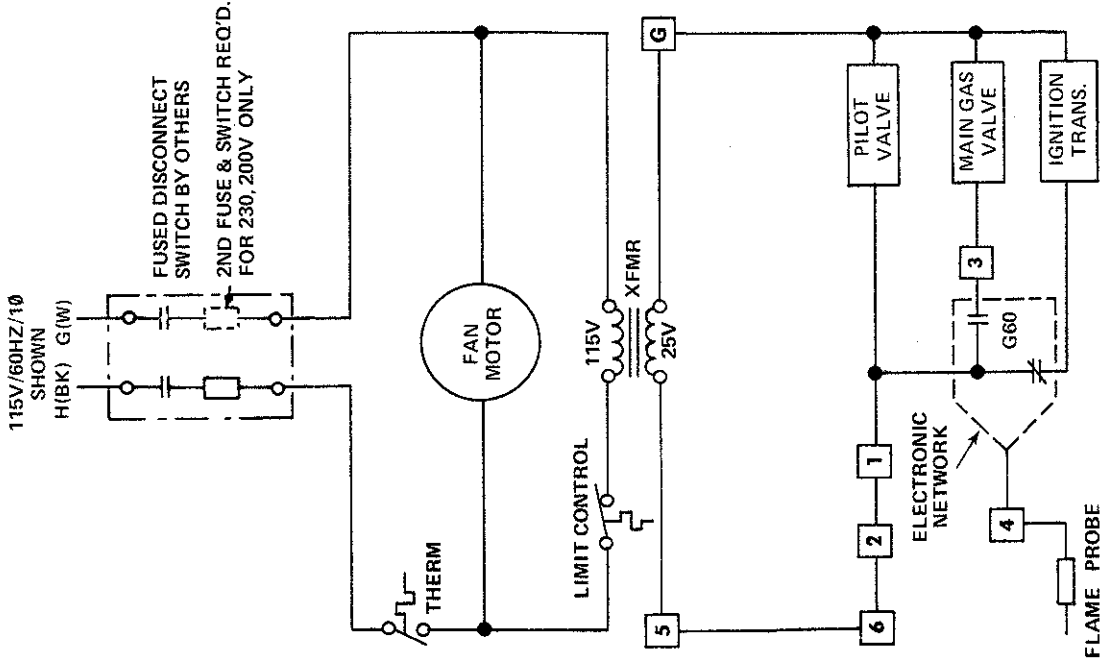 115V/60HZ/1Ø
SHOWN
H(BK) G(W)
FUSED DISCONNECT
SWITCH BY OTHERS
2ND FUSE & SWITCH REQ'D.
FOR 230, 200V ONLY
THERM
FAN
MOTOR
LIMIT CONTROL
115V
XFMR
25V
5
G
6
2
1
PILOT
VALVE
ELECTRONIC
NETWORK
3
MAIN GAS
VALVE
G60
4
IGNITION
TRANS.
FLAME PROBE